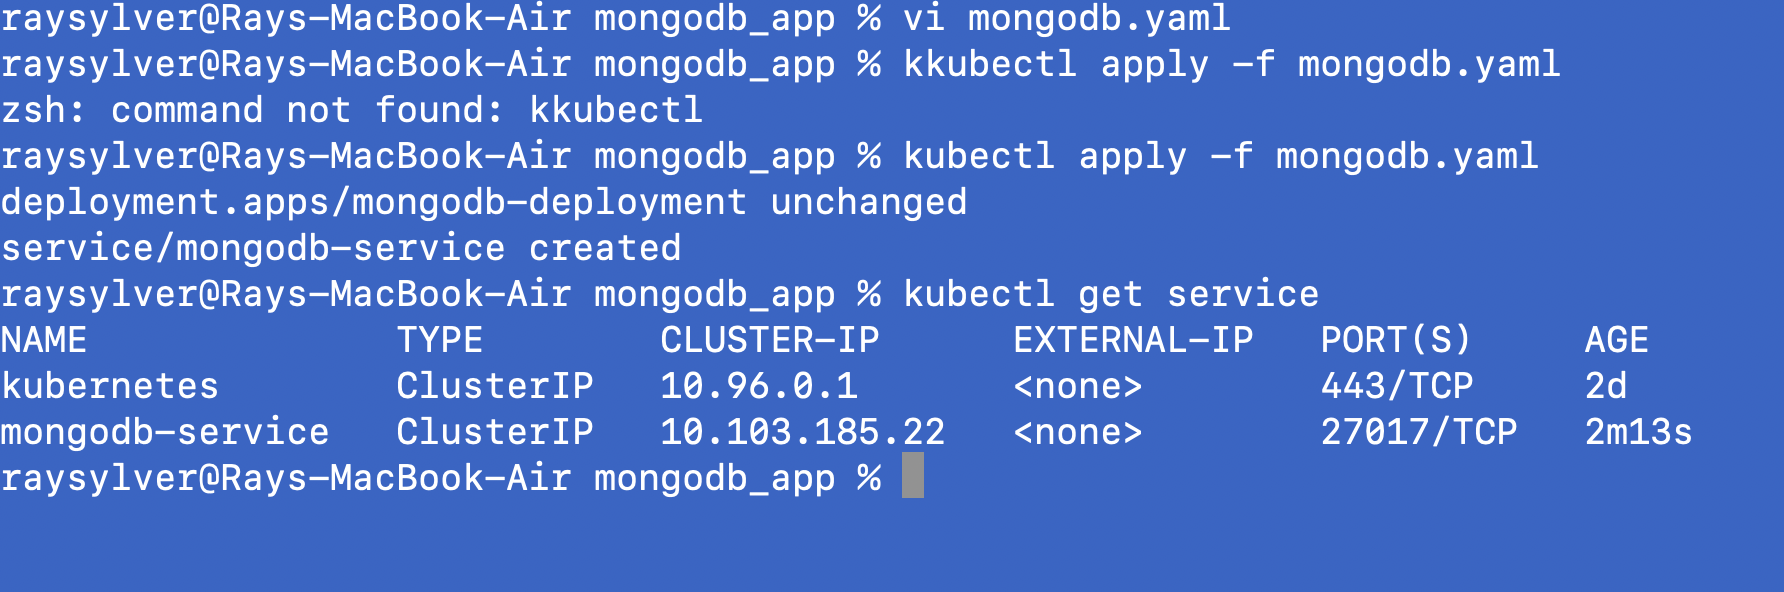 raysylver@Rays-MacBook-Air mongodb_app % vi mongodb.yaml
raysylver@Rays-MacBook-Air mongodb_app % kkubectl apply -f mongodb.yaml
zsh: command not found: kkubectl
raysylver@Rays-MacBook-Air mongodb_app % kubectl apply -f mongodb.yaml
deployment.apps/mongodb-deployment unchanged
service/mongodb-service created
raysylver@Rays-MacBook-Air mongodb_app % kubectl get service
NAME              TYPE        CLUSTER-IP      EXTERNAL-IP   PORT(S)     AGE
kubernetes        ClusterIP   10.96.0.1       <none>        443/TCP     2d
mongodb-service   ClusterIP   10.103.185.22   <none>        27017/TCP   2m13s
raysylver@Rays-MacBook-Air mongodb_app %